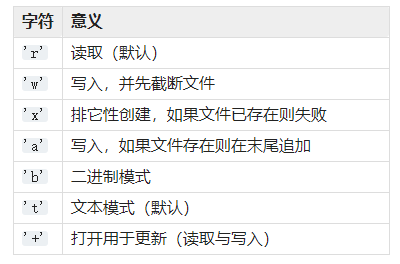 字符 意义
'r' 读取（默认）
'w' 写入，并先截断文件
'x' 排它性创建，如果文件已存在则失败
'a' 写入，如果文件存在则在末尾追加
'b' 二进制模式
't' 文本模式（默认）
'+' 打开用于更新（读取与写入）